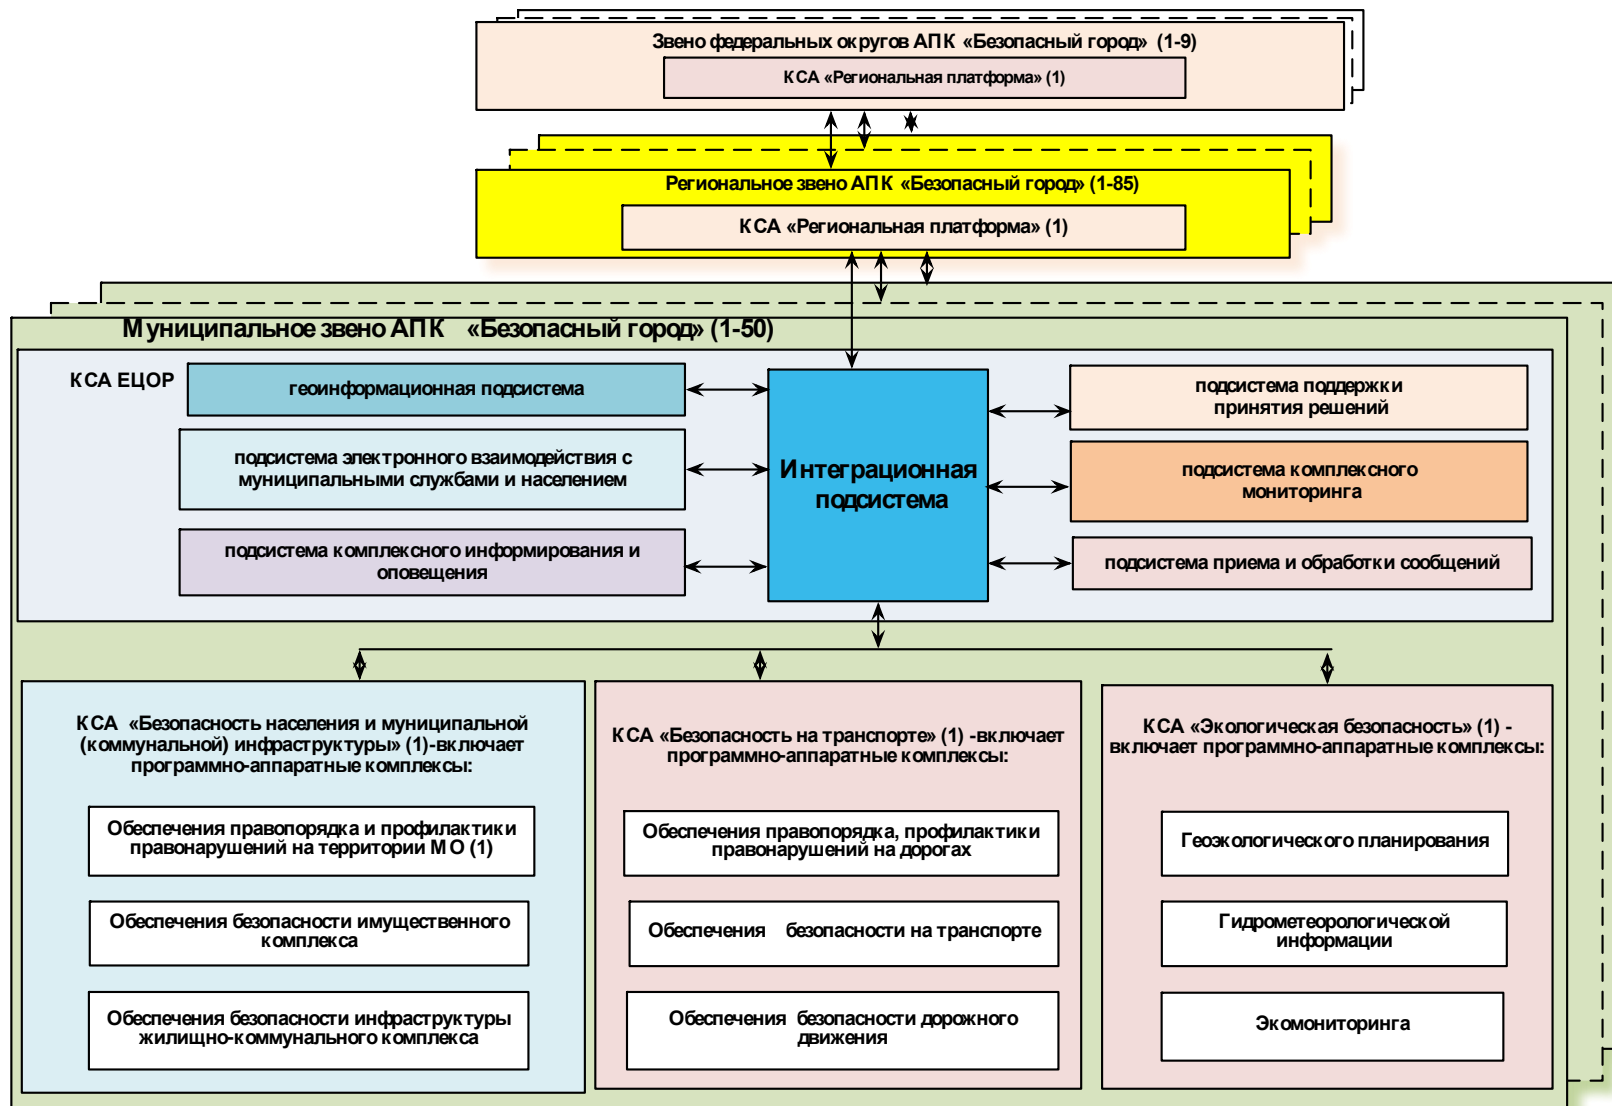 Звено федеральных округов АПК «Безопасный город» (1-9)
КСА «Региональная платформа» (1)
Региональное звено АПК «Безопасный город» (1-85)
КСА «Региональная платформа» (1)
Муниципальное звено АПК «Безопасный город» (1-50)
КСА ЕЦОР
геоинформационная подсистема
подсистема электронного взаимодействия с
муниципальными службами и населением
подсистема комплексного информирования и
оповещения
Интеграционная
подсистема
подсистема поддержки
принятия решений
подсистема комплексного
мониторинга
подсистема приема и обработки сообщений
КСА «Безопасность населения и муниципальной
(коммунальной) инфраструктуры» (1)-включает
программно-аппаратные комплексы:
Обеспечения правопорядка и профилактики
правонарушений на территории МО (1)
Обеспечения безопасности имущественного
комплекса
Обеспечения безопасности инфраструктуры
жилищно-коммунального комплекса
КСА «Безопасность на транспорте» (1) -включает
программно-аппаратные комплексы:
Обеспечения правопорядка, профилактики
правонарушений на дорогах
Обеспечения безопасности на транспорте
Обеспечения безопасности дорожного
движения
КСА «Экологическая безопасность» (1) -
включает программно-аппаратные комплексы:
Геоэкологического планирования
Гидрометеорологической
информации
Экомониторинга